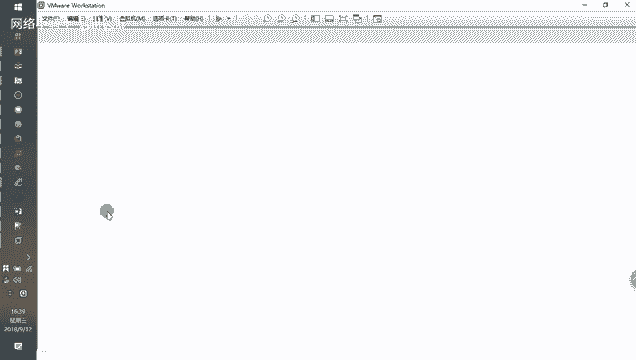 VMware Workstation
文件(F) 编辑(E) 查看(V) 虚拟机(M) 选项卡(T) 帮助(H)
网络
16:39
星期三
2018/9/12